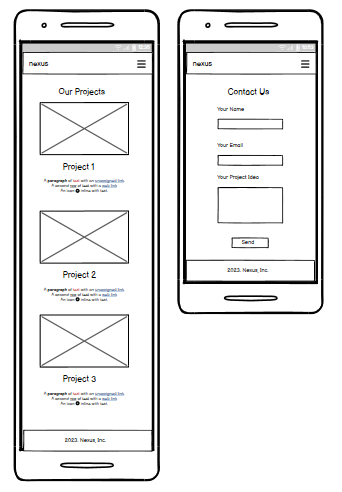 nexus
Our Projects
Project 1
A paragraph of text with an unassigned link
A second row of text with a web link
An icon inline with text.
Project 2
A paragraph of text with an unassigned link
A second row of text with a web link
An icon inline with text.
Project 3
A paragraph of text with an unassigned link
A second row of text with a web link
An icon inline with text.
2023. Nexus, Inc.
nexus
Contact Us
Your Name
Your Email
Your Project Idea
Send
2023. Nexus, Inc.